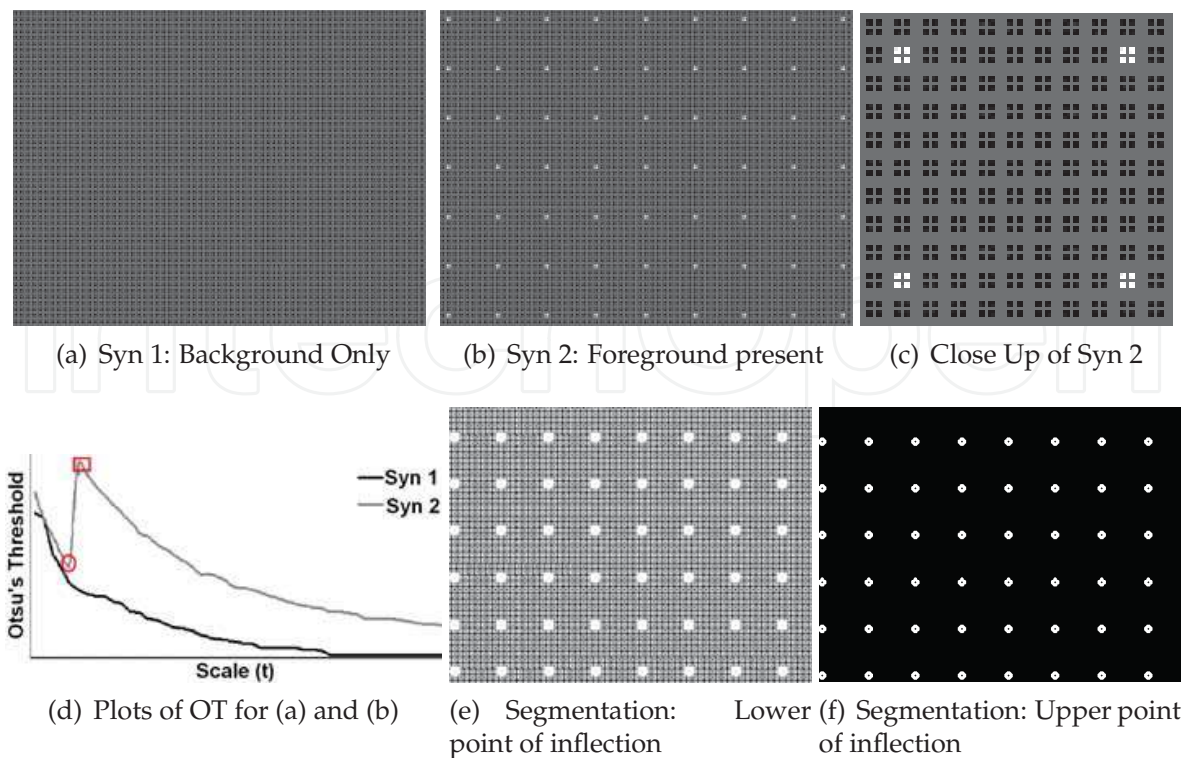 (a) Syn 1: Background Only
(b) Syn 2: Foreground present
(c) Close Up of Syn 2
IntechOpen
Otsu's Threshold
Syn 1
Syn 2
Scale (t)
(d) Plots of OT for (a) and (b)
(e) Segmentation: Lower
point of inflection
(f) Segmentation: Upper point
of inflection